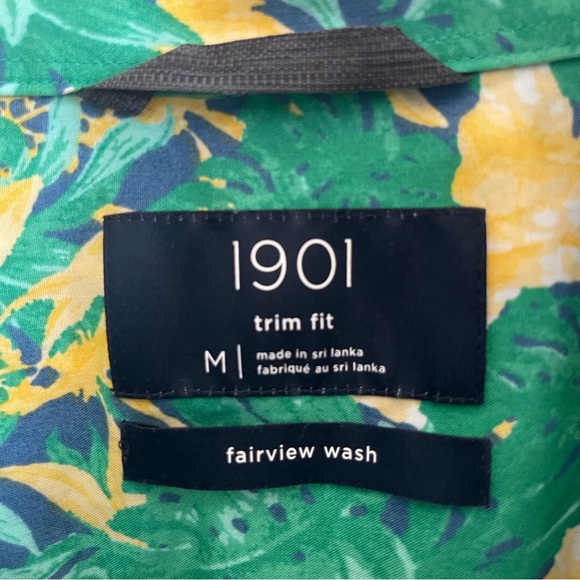 1901
trim fit
M | made in sri lanka
fabriqué au sri lanka
fairview wash